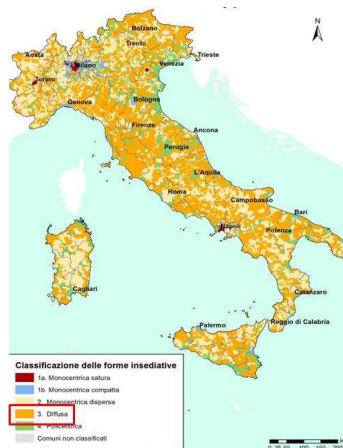 N
Bolzano
Trento
Aosta
Trieste
Milano
Venezia
Torino
Genova
Bologna
Firenze
Ancona
Perugia
L'Aquila
Roma
Campobasso
Bari
Napoli
Potenza
Cagliari
Catanzaro
Palermo
Reggio di Calabria
Classificazione delle forme insediative
1a. Monocentrica satura
1b. Monocentrica compatta
2. Monocentrica dispersa
3. Diffusa
4. Policentrica
Comuni non classificati